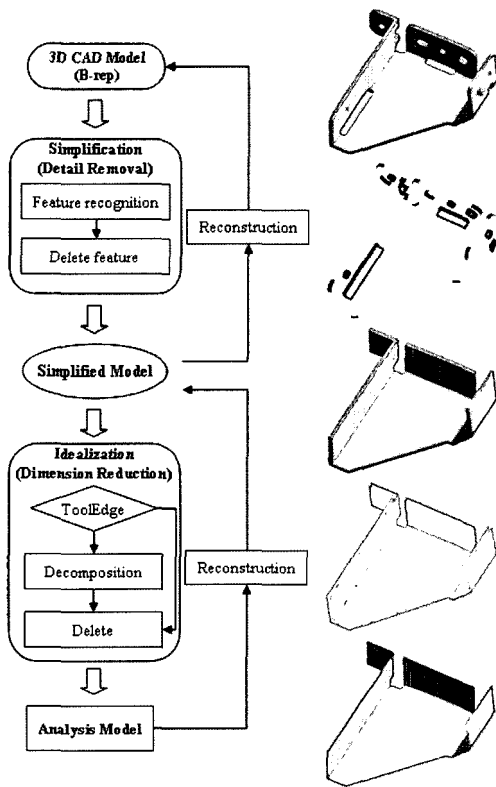 3D CAD Model
(B-rep)
Simplification
(Detail Removal)
Feature recognition
Delete feature
Reconstruction
Simplified Model
Idealization
(Dimension Reduction)
ToolEdge
Decomposition
Delete
Reconstruction
Analysis Model